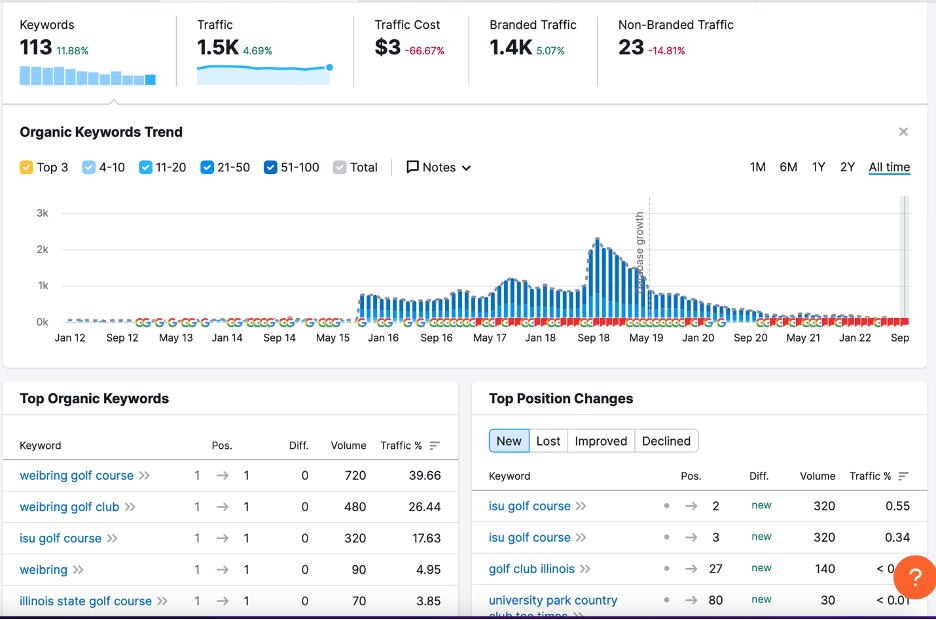 Keywords Traffic Traffic Cost Branded Traffic Non-Branded Traffic
113 11.88% 1.5K 4.69% $3 -66.67% 1.4K 5.07% 23 -14.81%
Organic Keywords Trend
Top 3 4-10 11-20 21-50 51-100 Total Notes 1M 6M 1Y 2Y All time
3k
2k
1k
0k
growth
Jan 12 Sep 12 May 13 Jan 14 Sep 14 May 15 Jan 16 Sep 16 May 17 Jan 18 Sep 18 May 19 Jan 20 Sep 20 May 21 Jan 22 Sep
Top Organic Keywords
Keyword Pos. Diff. Volume Traffic %
weibring golf course >> 1 → 1 0 720 39.66
weibring golf club >> 1 → 1 0 480 26.44
isu golf course >> 1 → 1 0 320 17.63
weibring >> 1 → 1 0 90 4.95
illinois state golf course >> 1 → 1 0 70 3.85
Top Position Changes
New Lost Improved Declined
Keyword Pos. Diff. Volume Traffic %
isu golf course >> • → 2 new 320 0.55
isu golf course >> • → 3 new 320 0.34
golf club illinois >> • → 27 new 140 < 0
university park country • → 80 new 30 < 0.01
club tee times >>
?